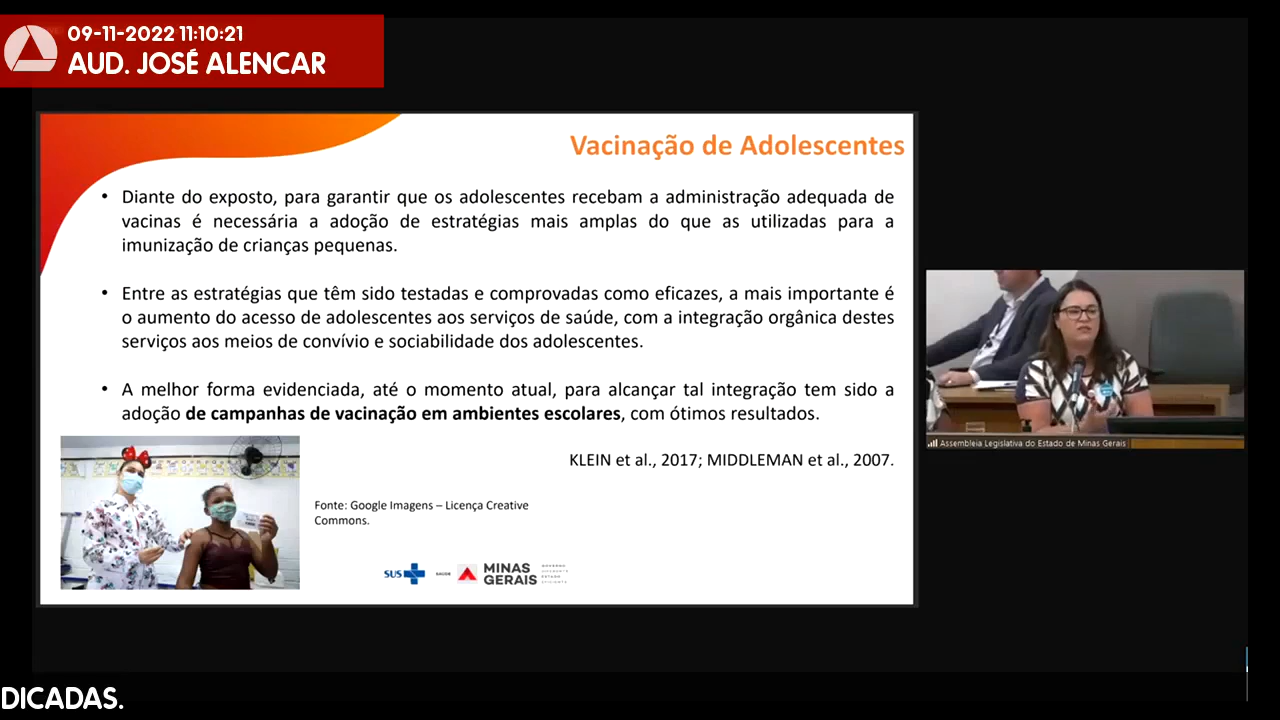 09-11-2022 11:10:21
AUD. JOSÉ ALENCAR
Vacinação de Adolescentes
• Diante do exposto, para garantir que os adolescentes recebam a administração adequada de
vacinas é necessária a adoção de estratégias mais amplas do que as utilizadas para a
imunização de crianças pequenas.
• Entre as estratégias que têm sido testadas e comprovadas como eficazes, a mais importante é
o aumento do acesso de adolescentes aos serviços de saúde, com a integração orgânica destes
serviços aos meios de convívio e sociabilidade dos adolescentes.
• A melhor forma evidenciada, até o momento atual, para alcançar tal integração tem sido a
adoção de campanhas de vacinação em ambientes escolares, com ótimos resultados.
KLEIN et al., 2017; MIDDLEMAN et al., 2007.
Fonte: Google Imagens – Licença Creative
Commons.
SUS
SAÚDE
MINAS
GERAIS
Assembleia Legislativa do Estado de Minas Gerais
DICADAS.